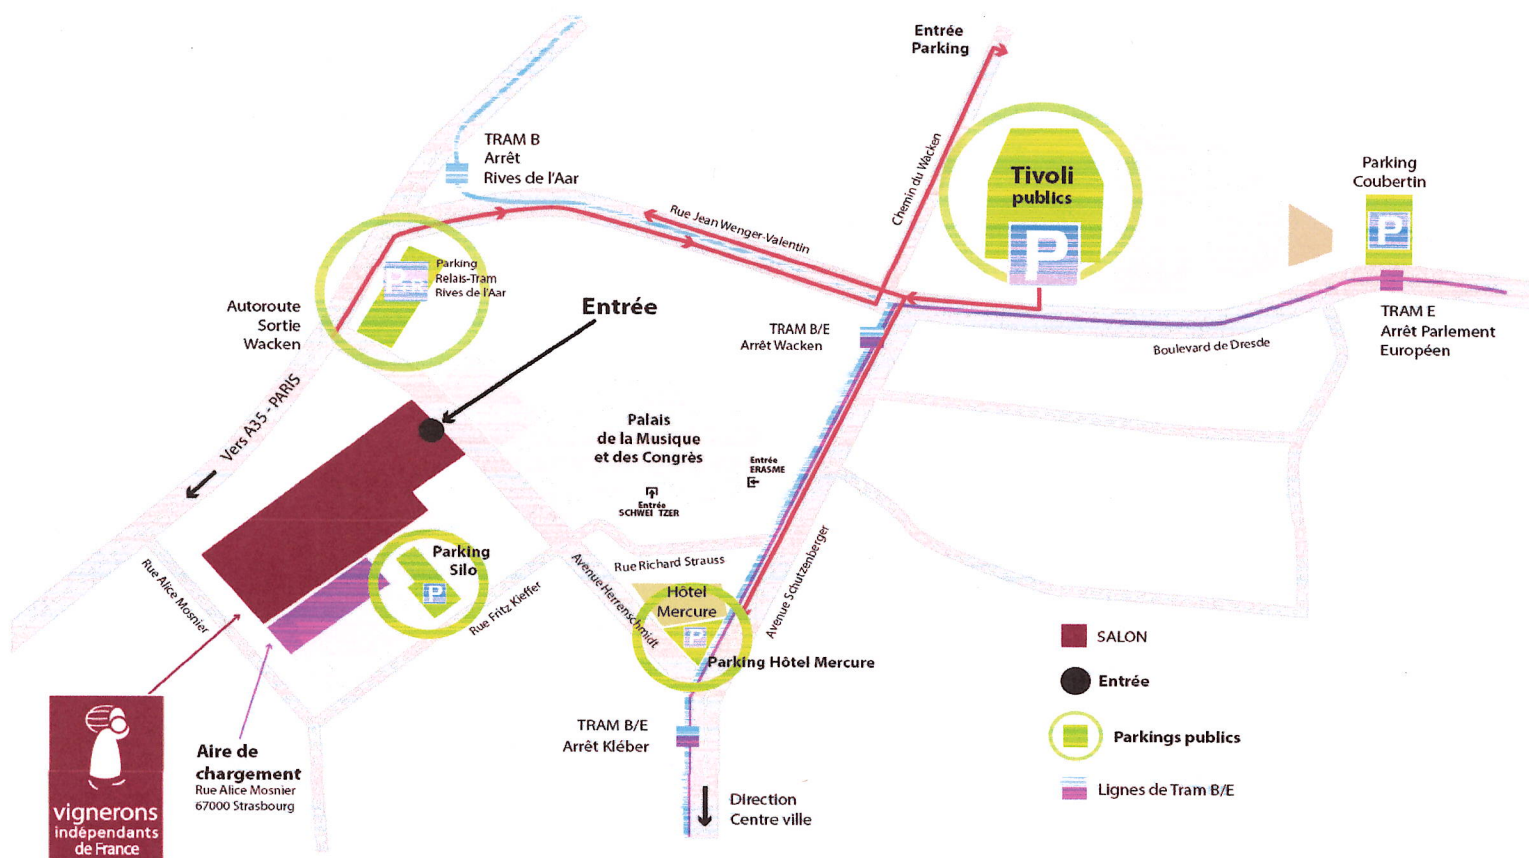 Entrée
Parking
TRAM B
Arrêt
Rives de l'Aar
Chemin du Wacken
Tivoli
publics
P
Parking
Coubertin
P
Rue Jean Wenger-Valentin
Parking
Relais-Tram
Rives de l'Aar
Autoroute
Sortie
Wacken
Entrée
TRAM B/E
Arrêt Wacken
Boulevard de Dresde
TRAM E
Arrêt Parlement
Européen
Vers A35 - PARIS
Palais
de la Musique
et des Congrès
Entrée
ERASME
Entrée
SCHWEI TZER
Parking
Silo
P
Rue Alice Mosnier
Rue Fritz Kieffer
Avenue Herrenschmidt
Rue Richard Strauss
Avenue Schutzenberger
Hôtel
Mercure
P
Parking Hôtel Mercure
SALON
Entrée
Parkings publics
Lignes de Tram B/E
TRAM B/E
Arrêt Kléber
Direction
Centre ville
Aire de
chargement
Rue Alice Mosnier
67000 Strasbourg
vignerons
indépendants
de France